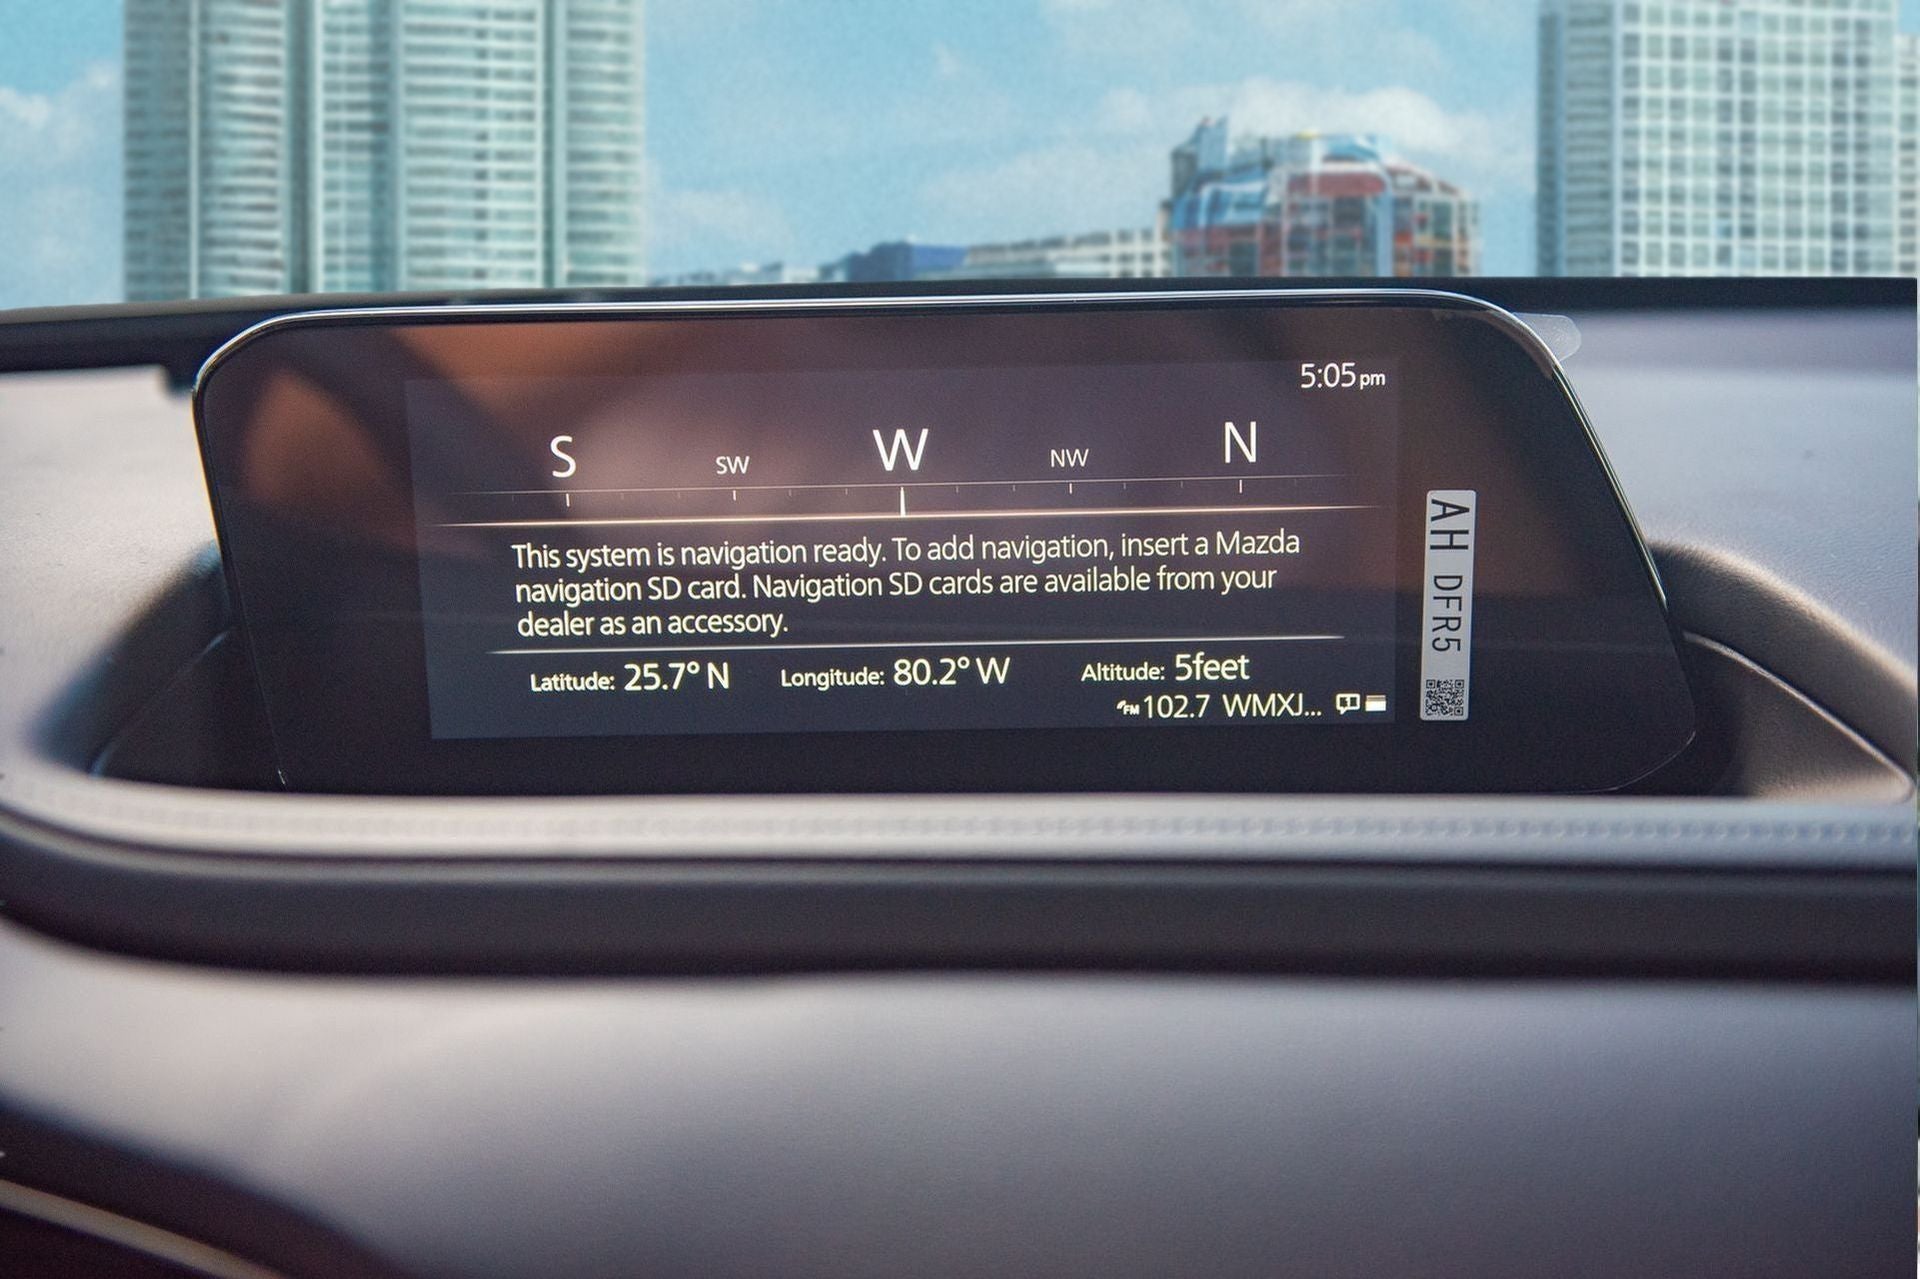 5:05 pm
S SW W NW N
This system is navigation ready. To add navigation, insert a Mazda
navigation SD card. Navigation SD cards are available from your
dealer as an accessory.
Latitude: 25.7° N Longitude: 80.2° W Altitude: 5feet
FM 102.7 WMXJ...
AH DFR5